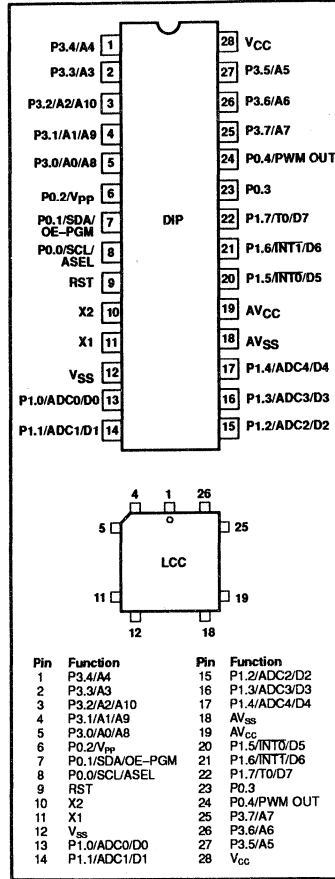 P3.4/A4 1
28 VCC
P3.3/A3 2
27 P3.5/A5
P3.2/A2/A10 3
26 P3.6/A6
P3.1/A1/A9 4
25 P3.7/A7
P3.0/A0/A8 5
24 P0.4/PWM OUT
P0.2/VPP 6
23 P0.3
P0.1/SDA/
OE–PGM 7
DIP
22 P1.7/T0/D7
P0.0/SCL/
ASEL 8
21 P1.6/INT1/D6
RST 9
20 P1.5/INT0/D5
X2 10
19 AVCC
X1 11
18 AVSS
VSS 12
17 P1.4/ADC4/D4
P1.0/ADC0/D0 13
16 P1.3/ADC3/D3
P1.1/ADC1/D1 14
15 P1.2/ADC2/D2
4 1 26
5 25
LCC
11 19
12 18
Pin Function Pin Function
1 P3.4/A4 15 P1.2/ADC2/D2
2 P3.3/A3 16 P1.3/ADC3/D3
3 P3.2/A2/A10 17 P1.4/ADC4/D4
4 P3.1/A1/A9 18 AVSS
5 P3.0/A0/A8 19 AVCC
6 P0.2/VPP 20 P1.5/INT0/D5
7 P0.1/SDA/OE–PGM 21 P1.6/INT1/D6
8 P0.0/SCL/ASEL 22 P1.7/T0/D7
9 RST 23 P0.3
10 X2 24 P0.4/PWM OUT
11 X1 25 P3.7/A7
12 VSS 26 P3.6/A6
13 P1.0/ADC0/D0 27 P3.5/A5
14 P1.1/ADC1/D1 28 VCC